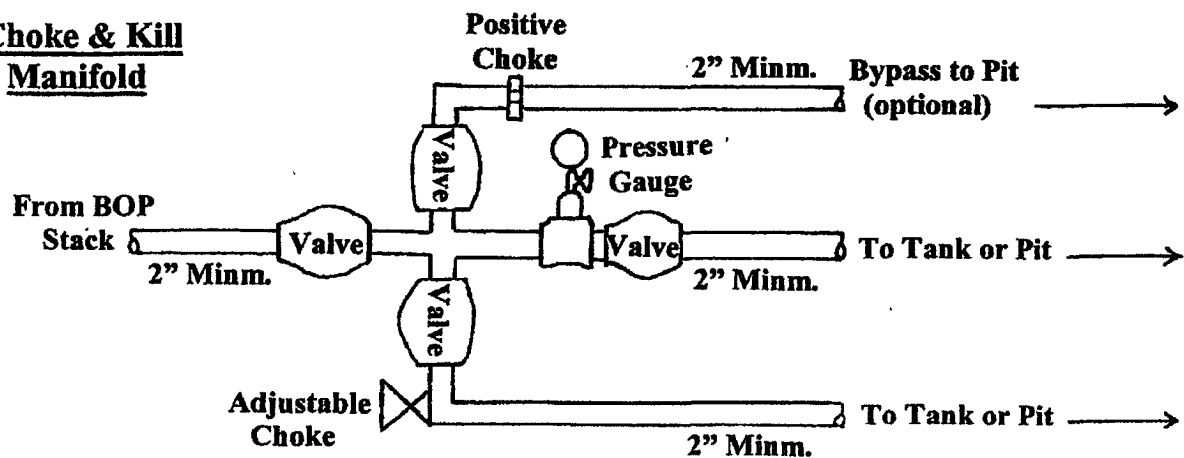 Choke & Kill
Manifold
Positive
Choke
2" Minm.
Bypass to Pit
(optional)
Valve
Pressure
Gauge
From BOP
Stack
Valve
Valve
To Tank or Pit
2" Minm.
2" Minm.
Valve
Adjustable
Choke
To Tank or Pit
2" Minm.